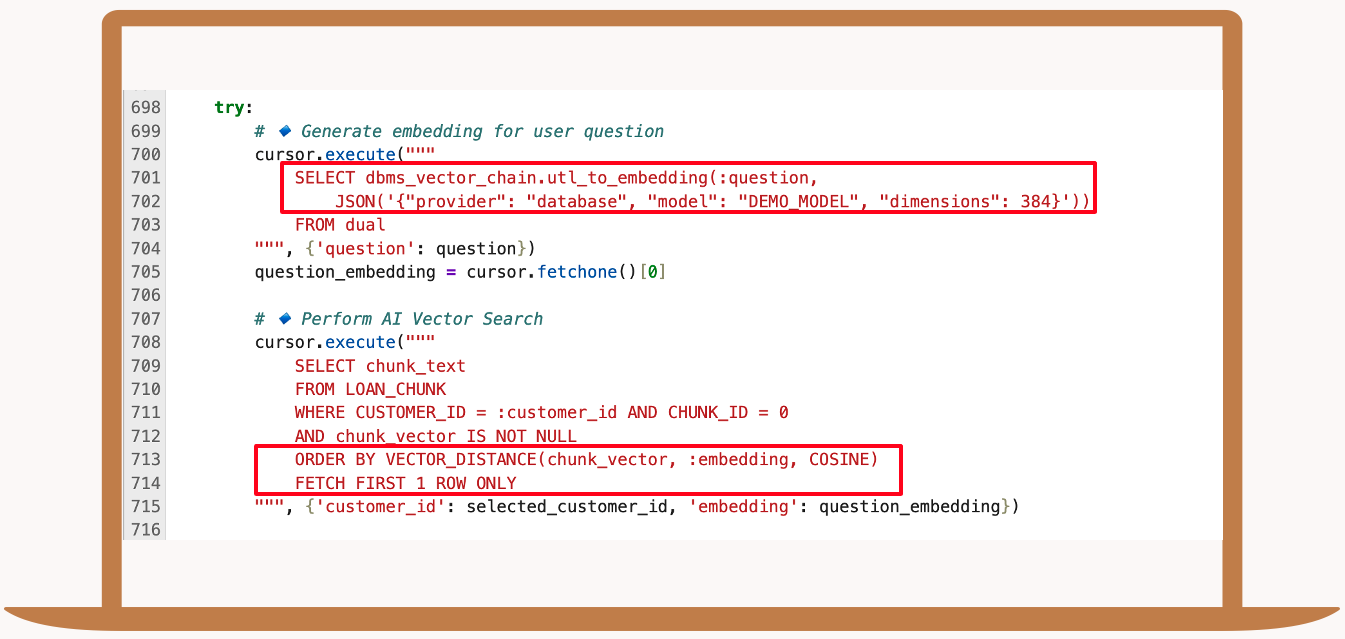 698 try:
699 # 🔹 Generate embedding for user question
700 cursor.execute("""
701 SELECT dbms_vector_chain.utl_to_embedding(:question,
702 JSON('{"provider": "database", "model": "DEMO_MODEL", "dimensions": 384}'))
703 FROM dual
704 """, {'question': question})
705 question_embedding = cursor.fetchone()[0]
706
707 # 🔹 Perform AI Vector Search
708 cursor.execute("""
709 SELECT chunk_text
710 FROM LOAN_CHUNK
711 WHERE CUSTOMER_ID = :customer_id AND CHUNK_ID = 0
712 AND chunk_vector IS NOT NULL
713 ORDER BY VECTOR_DISTANCE(chunk_vector, :embedding, COSINE)
714 FETCH FIRST 1 ROW ONLY
715 """, {'customer_id': selected_customer_id, 'embedding': question_embedding})
716